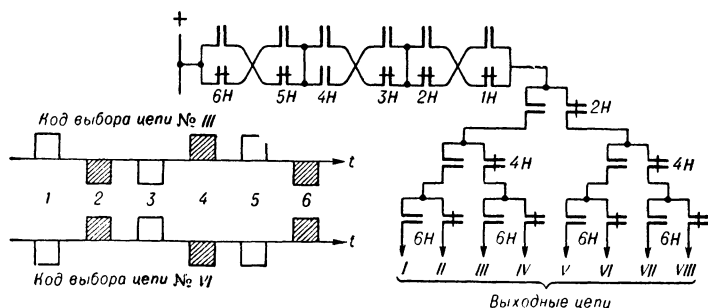 +
6Н 5Н 4Н 3Н 2Н 1Н
2Н
Код выбора цепи № III
t
4Н 4Н
1 2 3 4 5 6
6Н 6Н 6Н 6Н
t
Код выбора цепи № VI
I II III IV V VI VII VIII
Выходные цепи